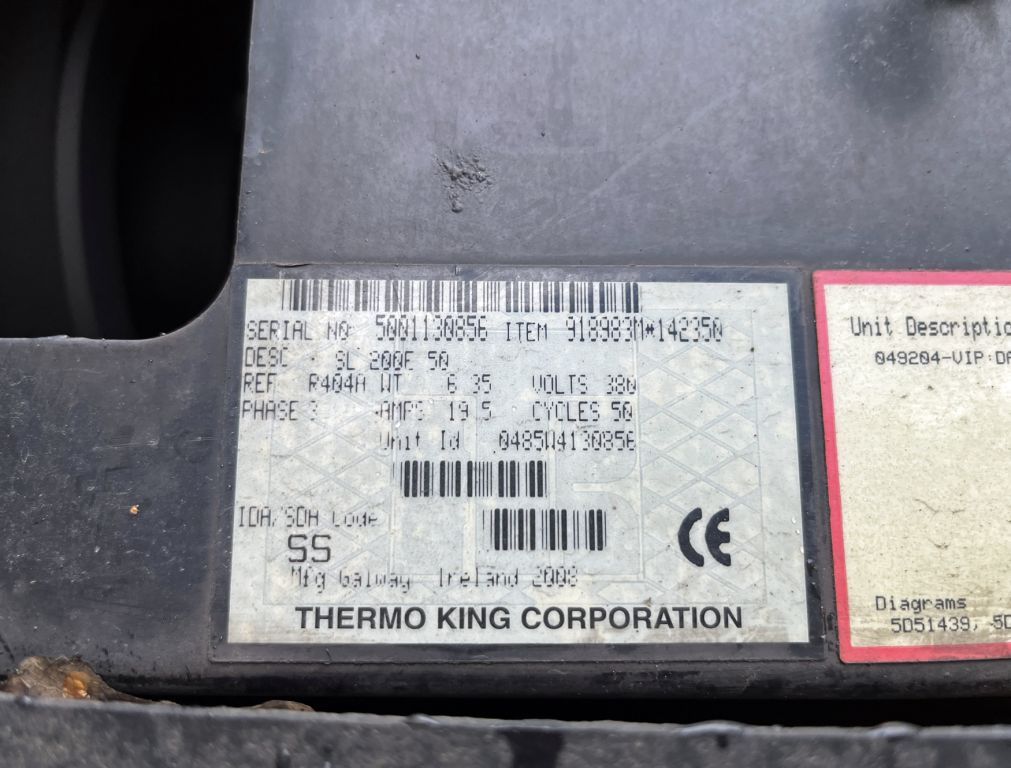 SERIAL NO: 5001130856 ITEM 918983M*142350
DESC : SL 200E 50
REF R404A WT 6 35 VOLTS 380
PHASE 3 AMPS 19 5 CYCLES 50
Unit Id 0485W4130856
IDA/SDA Code
SS
CE
Mfg Galway Ireland 2008
THERMO KING CORPORATION
Unit Descriptio
049204-VIP:DA
Diagrams
5D51439, 5D